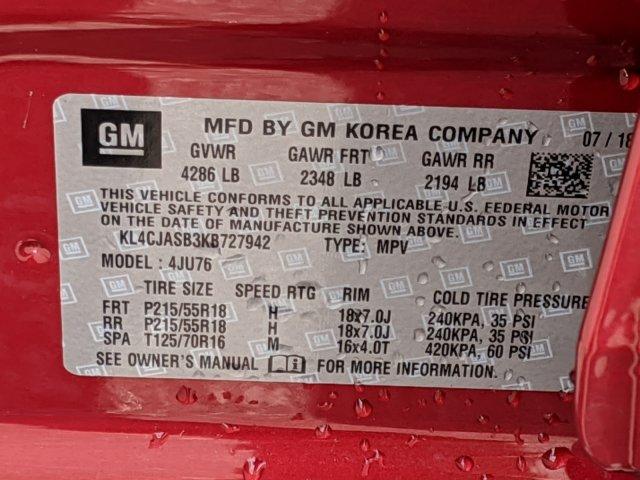 GM MFD BY GM KOREA COMPANY 07/18
GVWR GAWR FRT GAWR RR
4286 LB 2348 LB 2194 LB
THIS VEHICLE CONFORMS TO ALL APPLICABLE U.S. FEDERAL MOTOR
VEHICLE SAFETY AND THEFT PREVENTION STANDARDS IN EFFECT
ON THE DATE OF MANUFACTURE SHOWN ABOVE.
KL4CJASB3KB727942 TYPE: MPV
MODEL : 4JU76
TIRE SIZE SPEED RTG RIM COLD TIRE PRESSURE
FRT P215/55R18 H 18x7.0J 240KPA, 35 PSI
RR P215/55R18 H 18x7.0J 240KPA, 35 PSI
SPA T125/70R16 M 16x4.0T 420KPA, 60 PSI
SEE OWNER'S MANUAL FOR MORE INFORMATION.